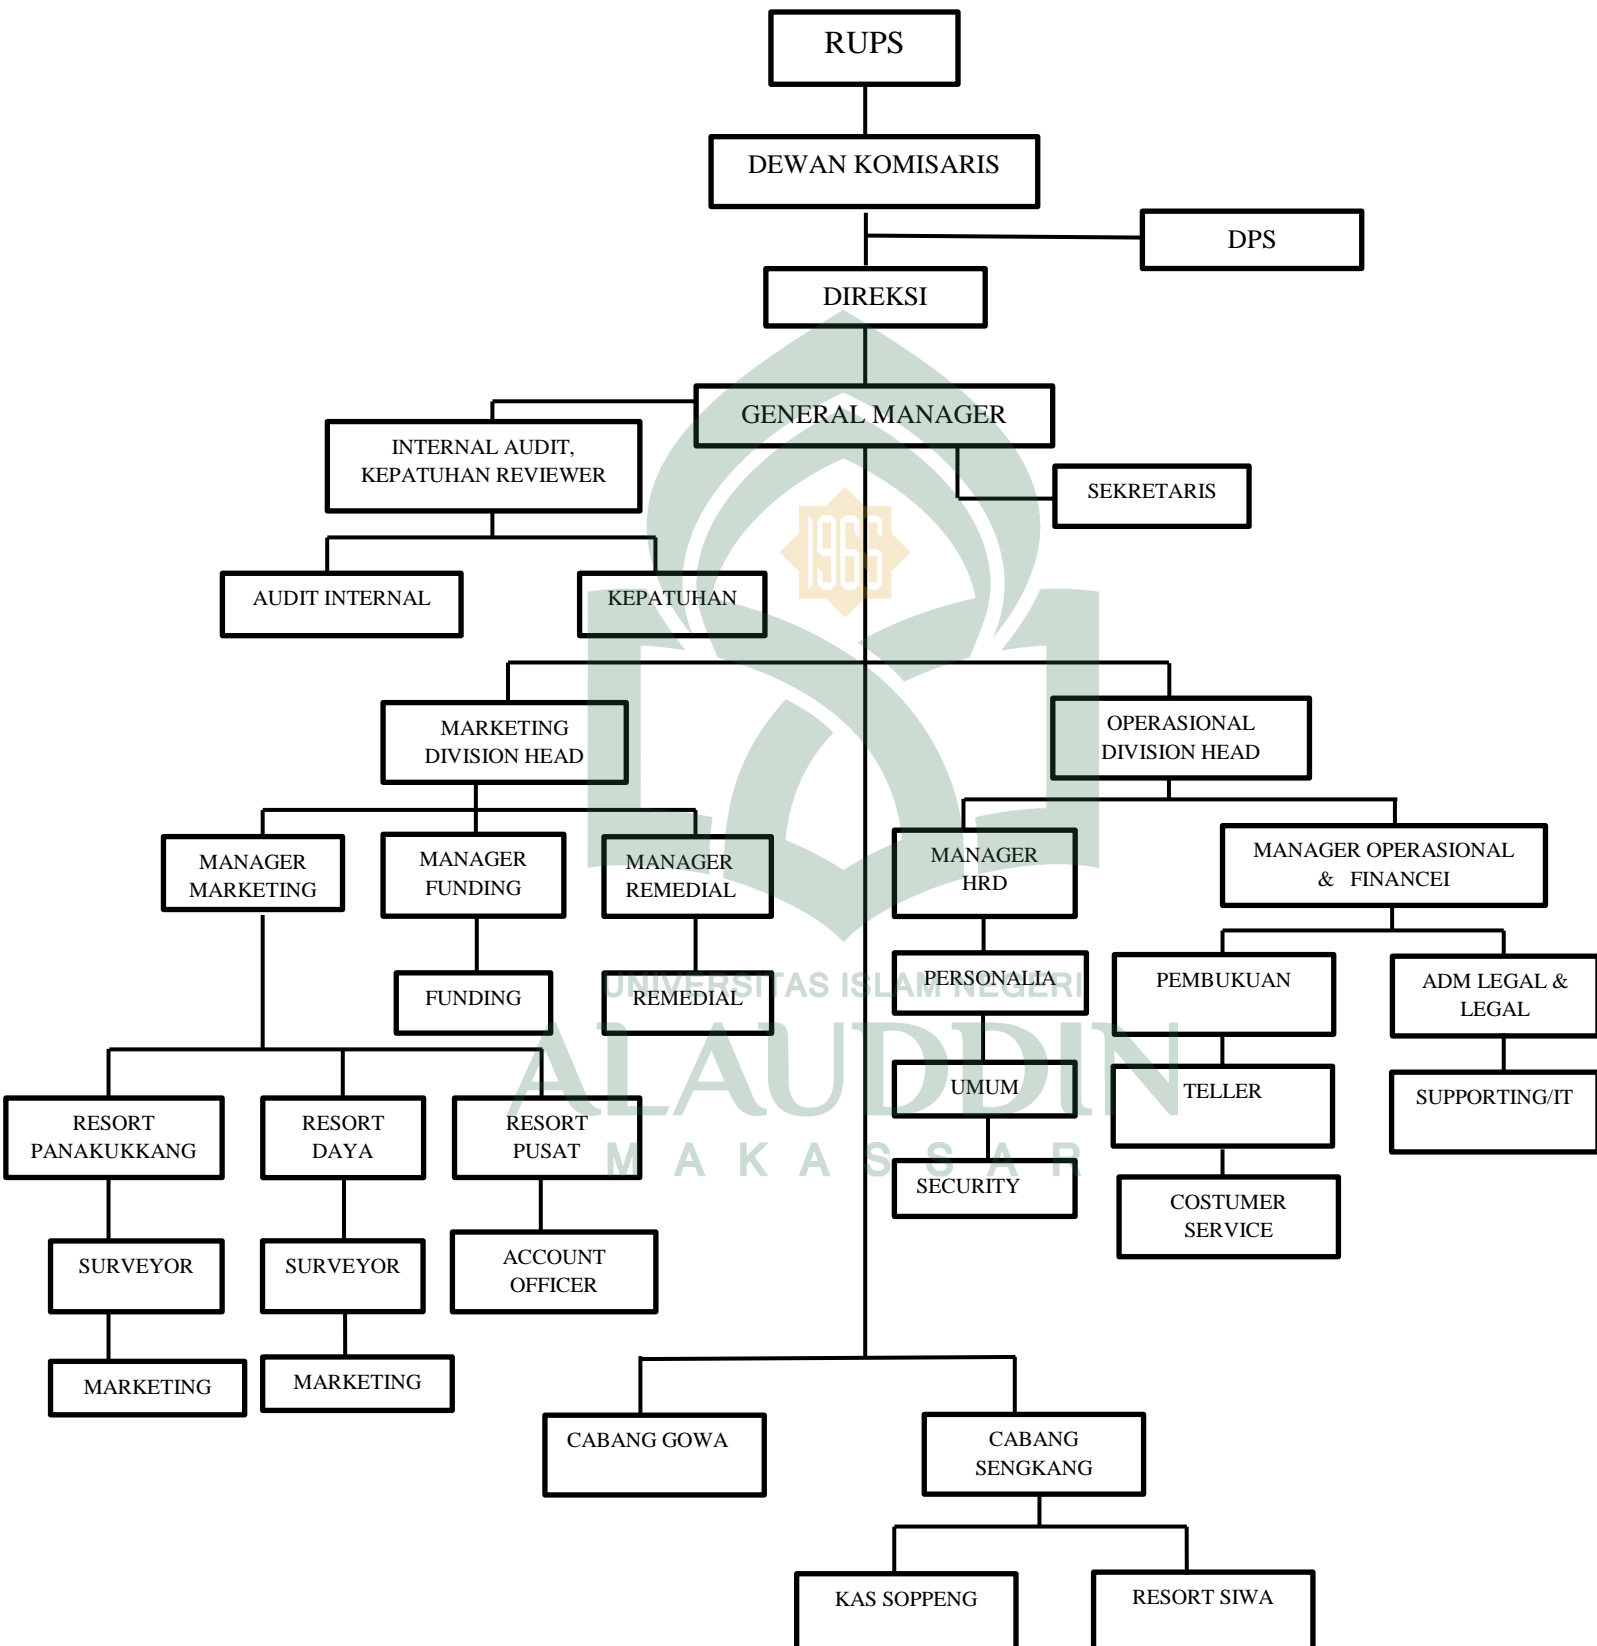 RUPS
DEWAN KOMISARIS
DPS
DIREKSI
GENERAL MANAGER
INTERNAL AUDIT,
KEPATUHAN REVIEWER
SEKRETARIS
1965
AUDIT INTERNAL
KEPATUHAN
MARKETING
DIVISION HEAD
OPERASIONAL
DIVISION HEAD
MANAGER
MARKETING
MANAGER
FUNDING
MANAGER
REMEDIAL
MANAGER
HRD
MANAGER OPERASIONAL
& FINANCEI
FUNDING
REMEDIAL
PERSONALIA
PEMBUKUAN
ADM LEGAL &
LEGAL
UNIVERSITAS ISLAM NEGERI
ALAUDDIN
MAKASSAR
RESORT
PANAKUKKANG
RESORT
DAYA
RESORT
PUSAT
UMUM
TELLER
SUPPORTING/IT
SECURITY
COSTUMER
SERVICE
SURVEYOR
SURVEYOR
ACCOUNT
OFFICER
MARKETING
MARKETING
CABANG GOWA
CABANG
SENGKANG
KAS SOPPENG
RESORT SIWA